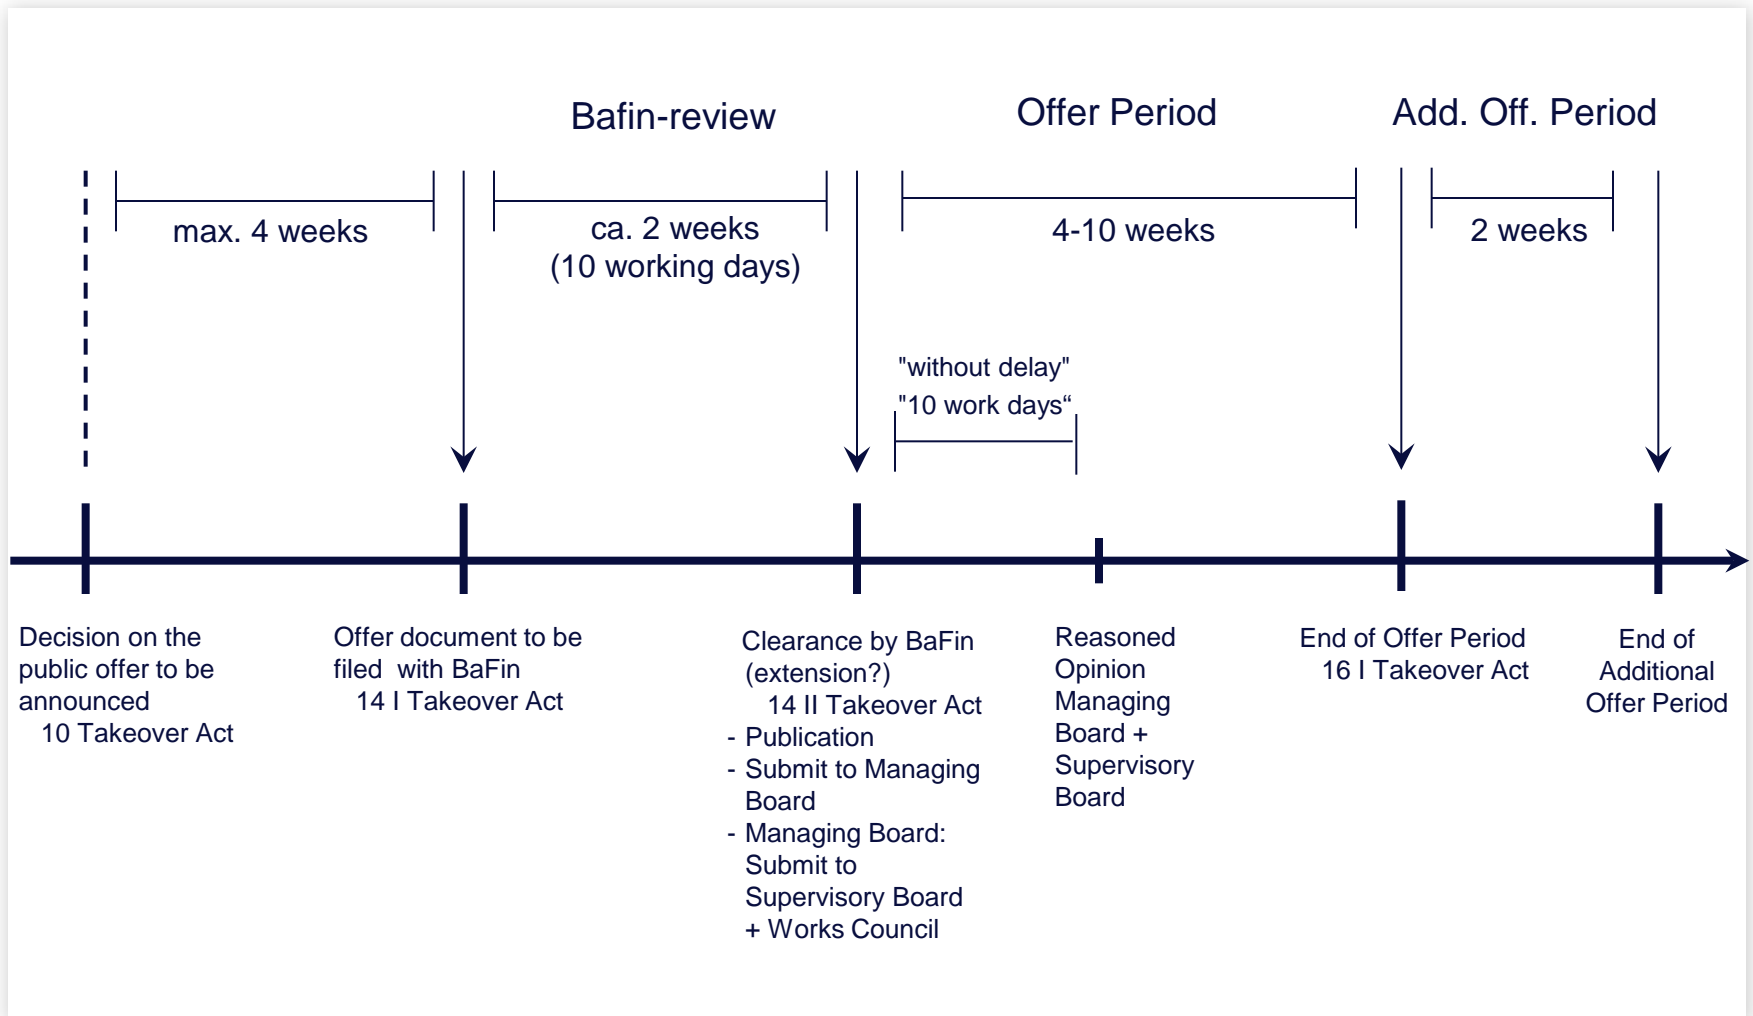 Bafin-review
Offer Period
Add. Off. Period
max. 4 weeks
ca. 2 weeks
(10 working days)
4-10 weeks
2 weeks
"without delay"
"10 work days“
Decision on the
public offer to be
announced
10 Takeover Act
Offer document to be
filed with BaFin
14 I Takeover Act
Clearance by BaFin
(extension?)
14 II Takeover Act
- Publication
- Submit to Managing
Board
- Managing Board:
Submit to
Supervisory Board
+ Works Council
Reasoned
Opinion
Managing
Board +
Supervisory
Board
End of Offer Period
16 I Takeover Act
End of
Additional
Offer Period